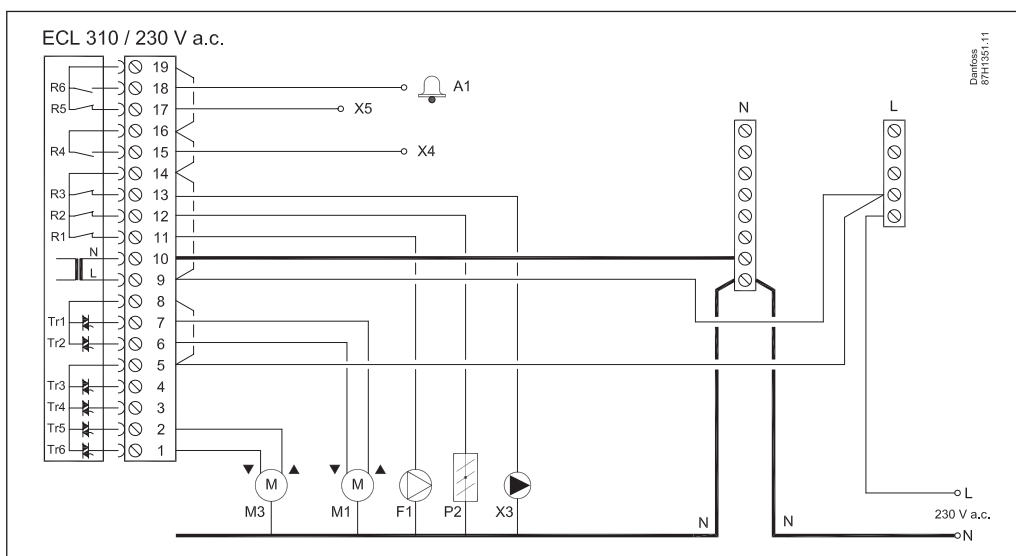 ECL 310 / 230 V a.c.
Danfoss
87H1351.11
19
R6 18 A1
R5 17 X5
16
R4 15 X4
14
R3 13
R2 12
R1 11
N 10
L 9
8
Tr1 7
Tr2 6
5
Tr3 4
Tr4 3
Tr5 2
Tr6 1
N L
M M
M3 M1 F1 P2 X3
N N
L
230 V a.c.
N